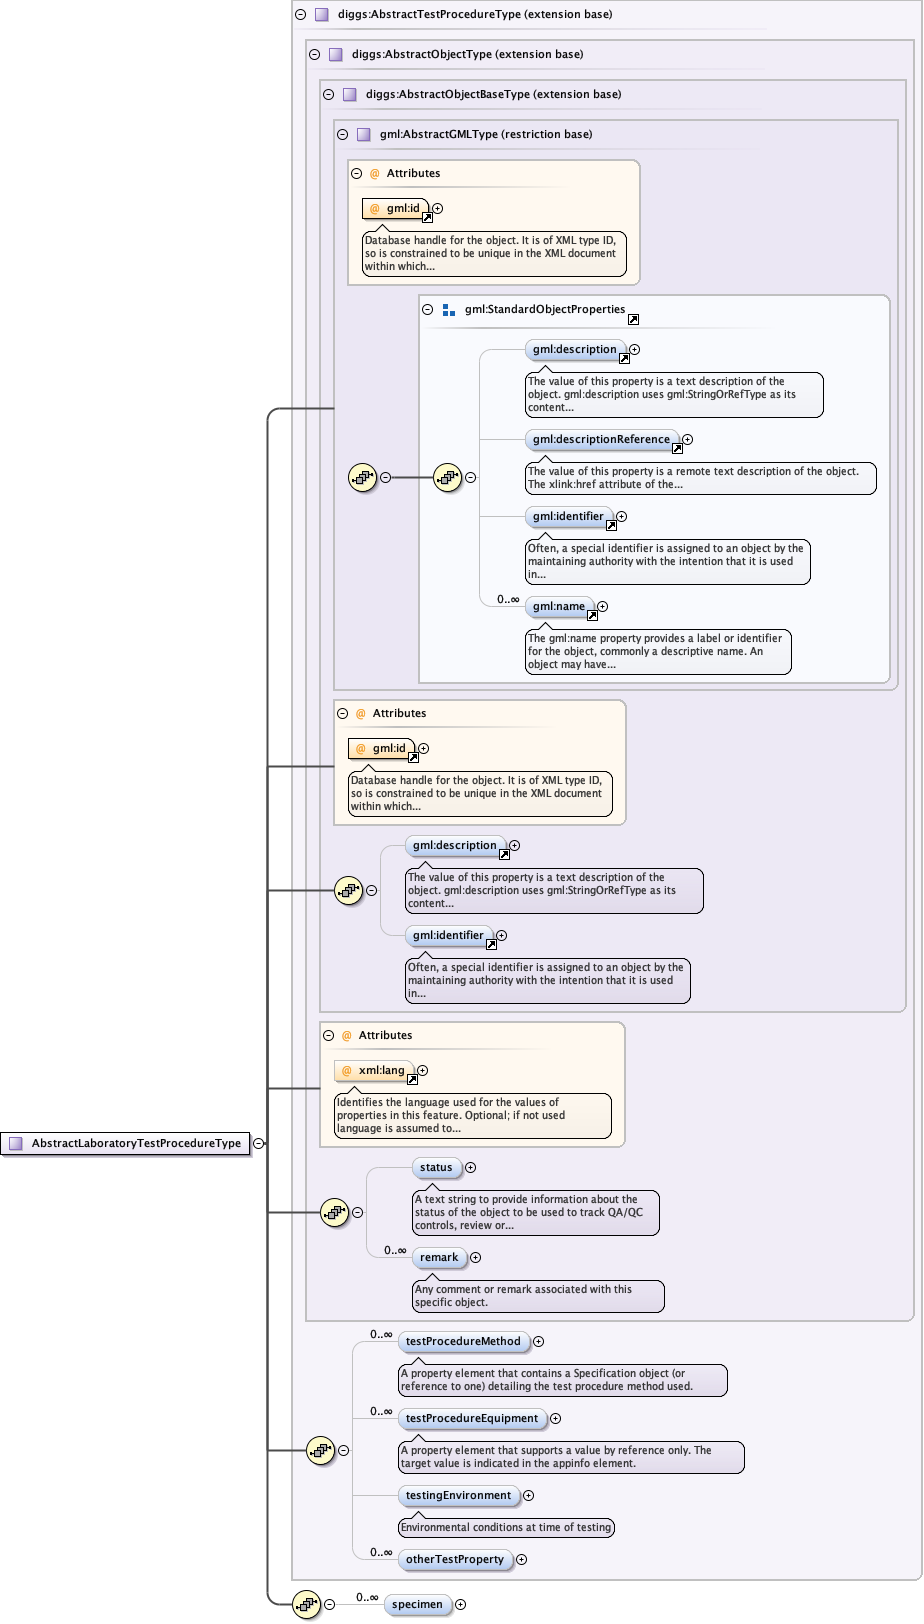 diggs:AbstractTestProcedureType (extension base)
diggs:AbstractObjectType (extension base)
diggs:AbstractObjectBaseType (extension base)
gml:AbstractGMLType (restriction base)
@ Attributes
@ gml:id
Database handle for the object. It is of XML type ID,
so is constrained to be unique in the XML document
within which...
gml:StandardObjectProperties
gml:description
The value of this property is a text description of the
object. gml:description uses gml:StringOrRefType as its
content...
gml:descriptionReference
The value of this property is a remote text description of the object.
The xlink:href attribute of the...
gml:identifier
Often, a special identifier is assigned to an object by the
maintaining authority with the intention that it is used
in...
0..∞
gml:name
The gml:name property provides a label or identifier
for the object, commonly a descriptive name. An
object may have...
@ Attributes
@ gml:id
Database handle for the object. It is of XML type ID,
so is constrained to be unique in the XML document
within which...
gml:description
The value of this property is a text description of the
object. gml:description uses gml:StringOrRefType as its
content...
gml:identifier
Often, a special identifier is assigned to an object by the
maintaining authority with the intention that it is used
in...
@ Attributes
@ xml:lang
Identifies the language used for the values of
properties in this feature. Optional; if not used
language is assumed to...
AbstractLaboratoryTestProcedureType
status
A text string to provide information about the
status of the object to be used to track QA/QC
controls, review or...
0..∞
remark
Any comment or remark associated with this
specific object.
0..∞
testProcedureMethod
A property element that contains a Specification object (or
reference to one) detailing the test procedure method used.
0..∞
testProcedureEquipment
A property element that supports a value by reference only. The
target value is indicated in the appinfo element.
testingEnvironment
Environmental conditions at time of testing
0..∞
otherTestProperty
0..∞
specimen